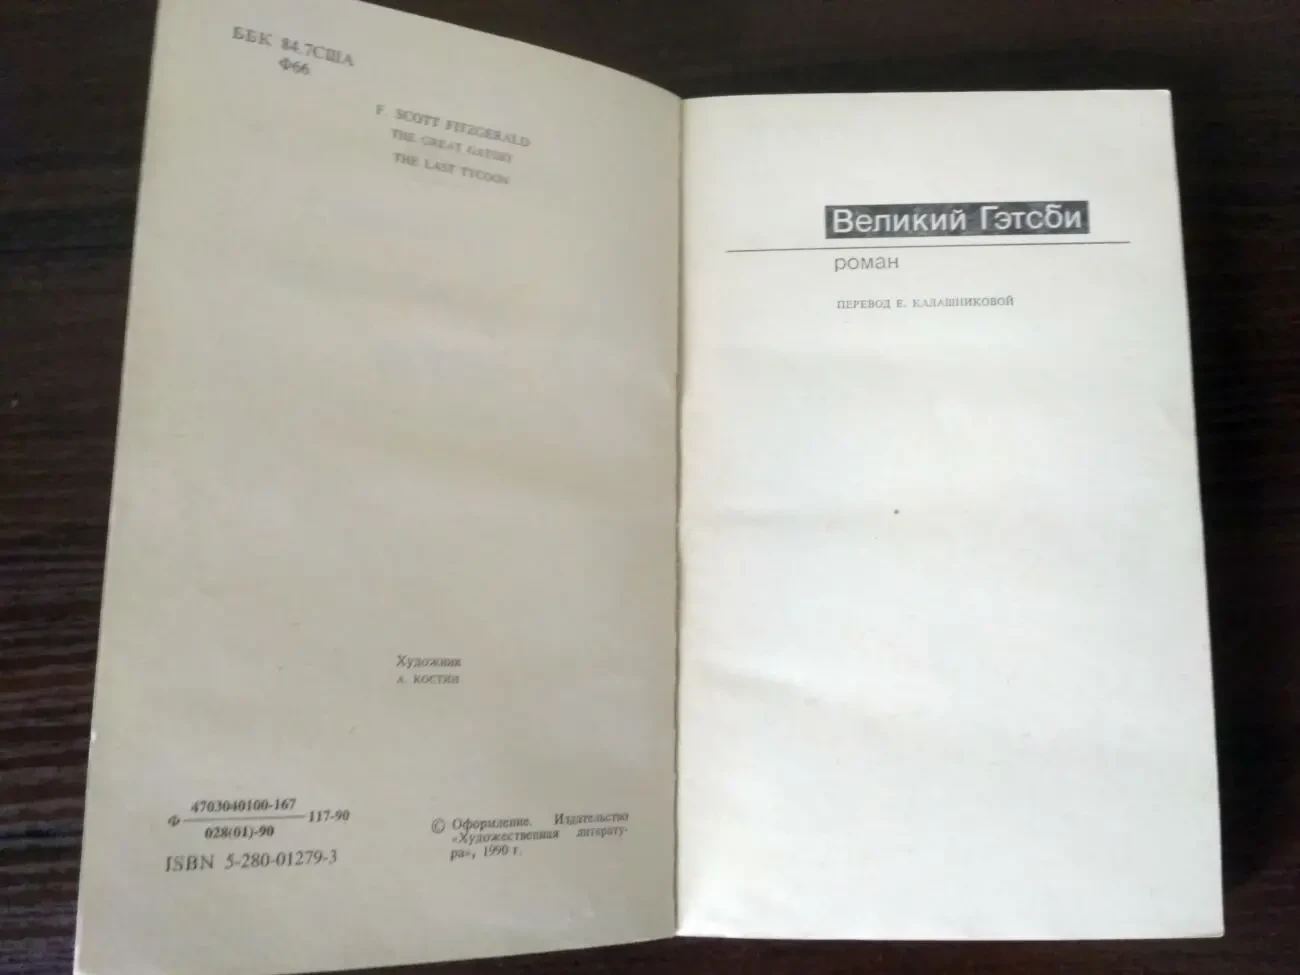 ББК 84.7США
Ф66
F. SCOTT FITZGERALD
THE GREAT GATSBY
THE LAST TYCOON
Художник
А. КОСТИН
Ф 4703040100-167 117-90
028(01)-90
ISBN 5-280-01279-3
© Оформление. Издательство
«Художественная литерату-
ра», 1990 г.
Великий Гэтсби
роман
ПЕРЕВОД Е. КАЛАШНИКОВОЙ